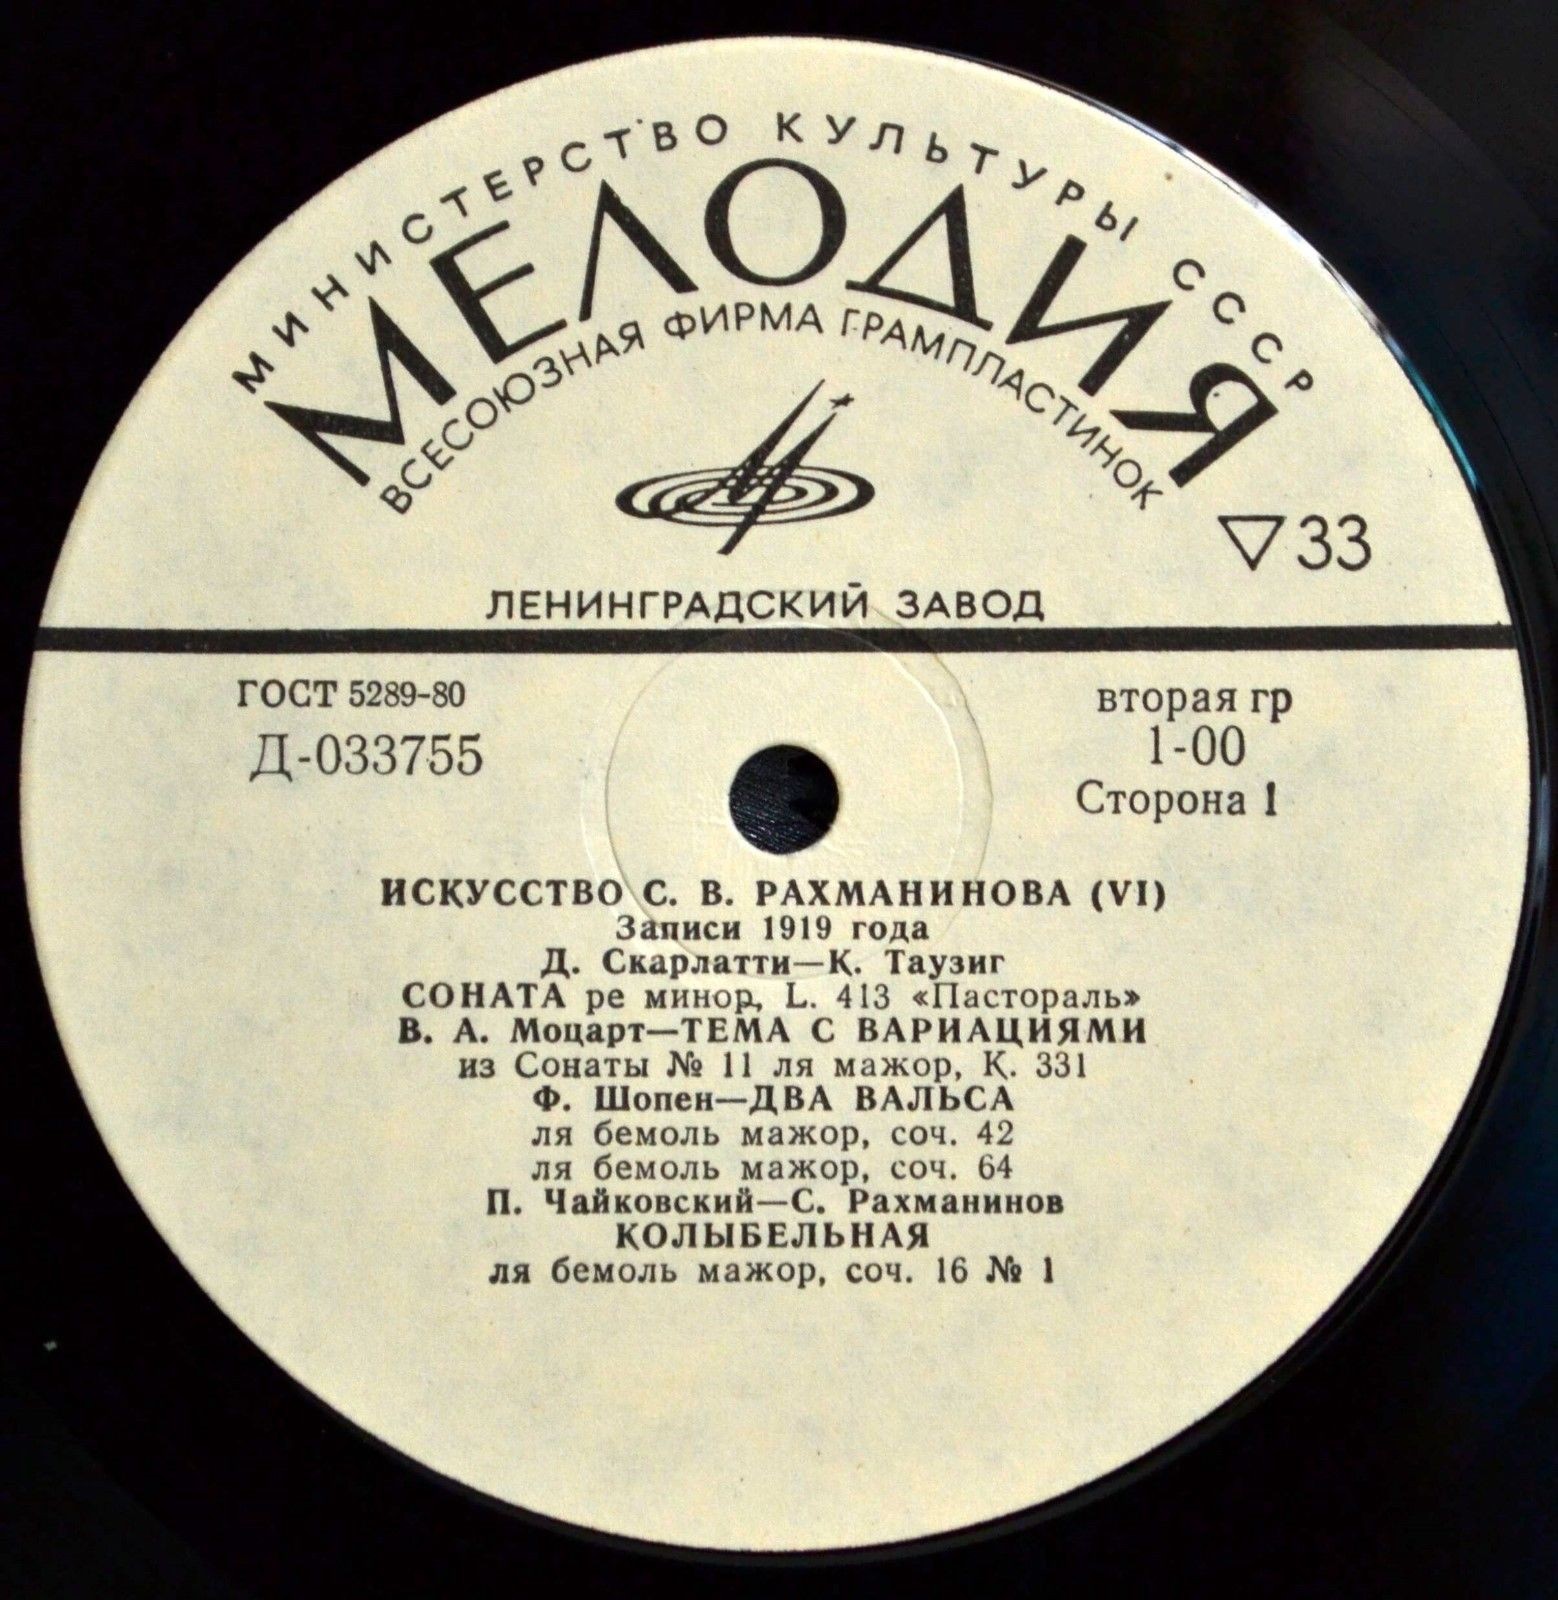 МИНИСТЕРСТВО КУЛЬТУРЫ СССР
МЕЛОДИЯ
ВСЕСОЮЗНАЯ ФИРМА ГРАМПЛАСТИНОК
33
ЛЕНИНГРАДСКИЙ ЗАВОД
ГОСТ 5289-80
Д-033755
вторая гр
1-00
Сторона 1
ИСКУССТВО С. В. РАХМАНИНОВА (VI)
Записи 1919 года
Д. Скарлатти—К. Таузиг
СОНАТА ре минор, L. 413 «Пастораль»
В. А. Моцарт—ТЕМА С ВАРИАЦИЯМИ
из Сонаты № 11 ля мажор, К. 331
Ф. Шопен—ДВА ВАЛЬСА
ля бемоль мажор, соч. 42
ля бемоль мажор, соч. 64
П. Чайковский—С. Рахманинов
КОЛЫБЕЛЬНАЯ
ля бемоль мажор, соч. 16 № 1